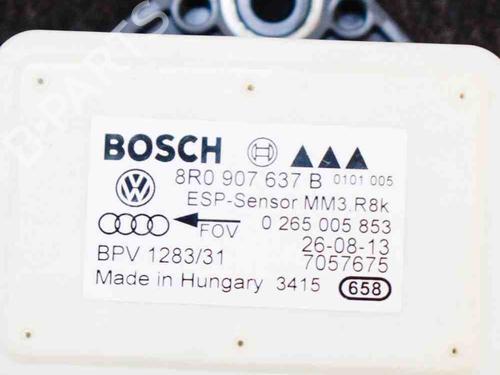 BOSCH
8R0 907 637 B 0101 005
ESP-Sensor MM3.R8k
FOV 0 265 005 853
BPV 1283/31 26-08-13
7057675
Made in Hungary 3415 658
B-PARTS